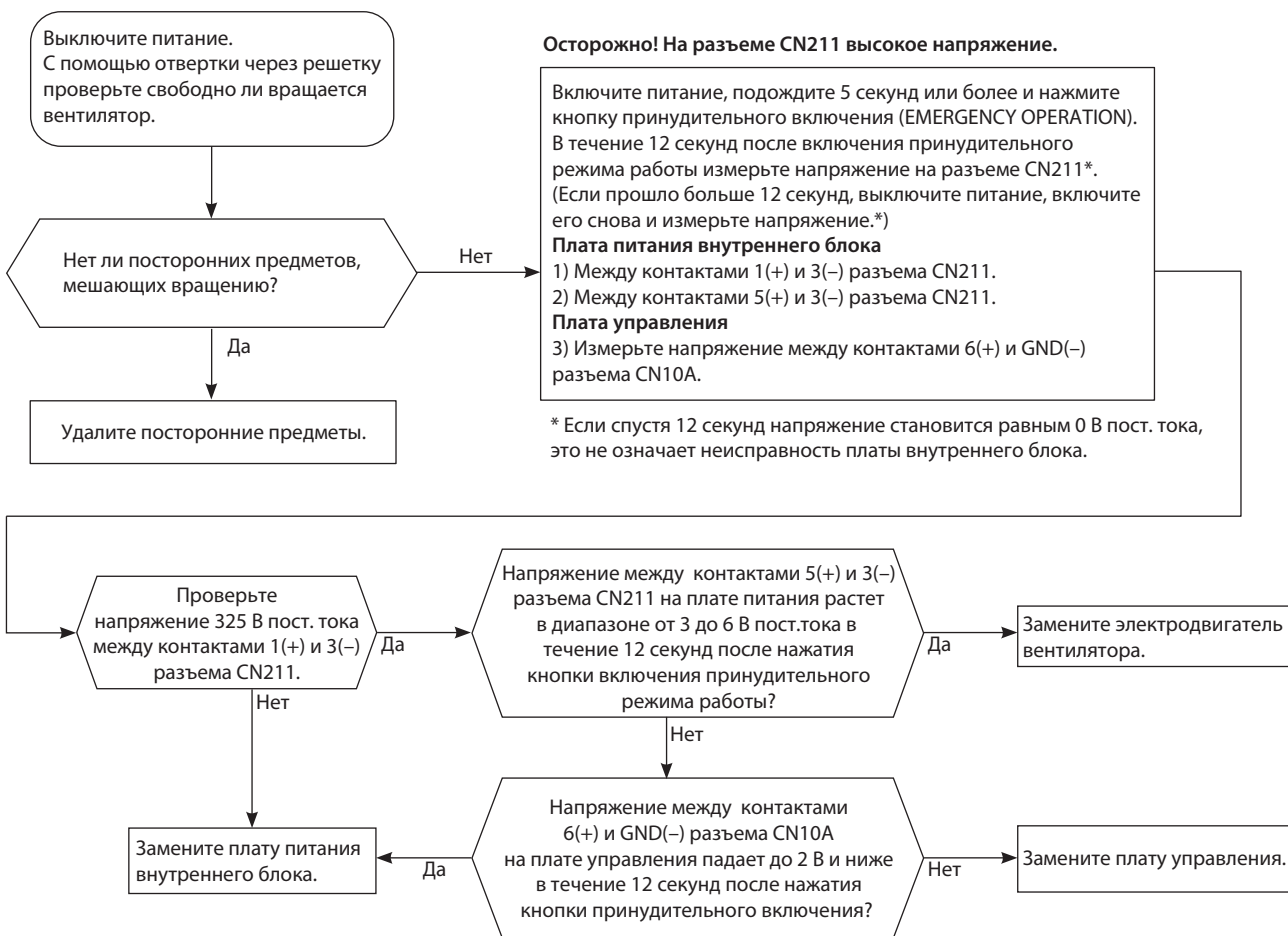 Выключите питание.
С помощью отвертки через решетку
проверьте свободно ли вращается
вентилятор.
Нет ли посторонних предметов,
мешающих вращению?
Нет
Да
Удалите посторонние предметы.
Осторожно! На разъеме CN211 высокое напряжение.
Включите питание, подождите 5 секунд или более и нажмите
кнопку принудительного включения (EMERGENCY OPERATION).
В течение 12 секунд после включения принудительного
режима работы измерьте напряжение на разъеме CN211*.
(Если прошло больше 12 секунд, выключите питание, включите
его снова и измерьте напряжение.*)
Плата питания внутреннего блока
1) Между контактами 1(+) и 3(–) разъема CN211.
2) Между контактами 5(+) и 3(–) разъема CN211.
Плата управления
3) Измерьте напряжение между контактами 6(+) и GND(–)
разъема CN10A.
* Если спустя 12 секунд напряжение становится равным 0 В пост. тока,
это не означает неисправность платы внутреннего блока.
Проверьте
напряжение 325 В пост. тока
между контактами 1(+) и 3(–)
разъема CN211.
Да
Нет
Напряжение между контактами 5(+) и 3(–)
разъема CN211 на плате питания растет
в диапазоне от 3 до 6 В пост.тока в
течение 12 секунд после нажатия
кнопки включения принудительного
режима работы?
Да
Нет
Замените электродвигатель
вентилятора.
Замените плату питания
внутреннего блока.
Да
Напряжение между контактами
6(+) и GND(–) разъема CN10A
на плате управления падает до 2 В и ниже
в течение 12 секунд после нажатия
кнопки принудительного включения?
Нет
Замените плату управления.